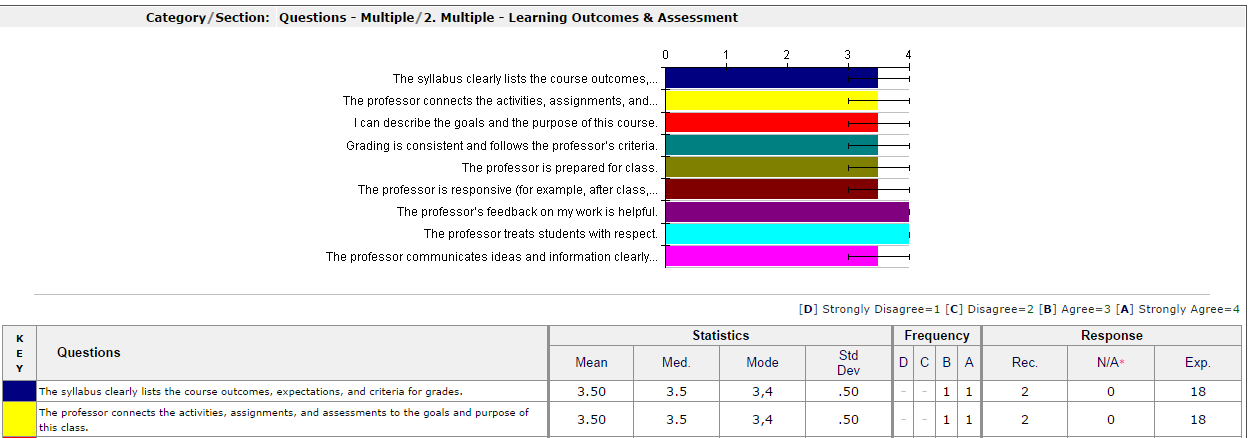 Category/Section: Questions - Multiple/2. Multiple - Learning Outcomes & Assessment
0 1 2 3 4
The syllabus clearly lists the course outcomes,...
The professor connects the activities, assignments, and...
I can describe the goals and the purpose of this course.
Grading is consistent and follows the professor's criteria.
The professor is prepared for class.
The professor is responsive (for example, after class,...
The professor's feedback on my work is helpful.
The professor treats students with respect.
The professor communicates ideas and information clearly...
[D] Strongly Disagree=1 [C] Disagree=2 [B] Agree=3 [A] Strongly Agree=4
K E Y Questions Statistics Frequency Response
Mean Med. Mode Std Dev D C B A Rec. N/A* Exp.
The syllabus clearly lists the course outcomes, expectations, and criteria for grades. 3.50 3.5 3,4 .50 - - 1 1 2 0 18
The professor connects the activities, assignments, and assessments to the goals and purpose of
this class. 3.50 3.5 3,4 .50 - - 1 1 2 0 18